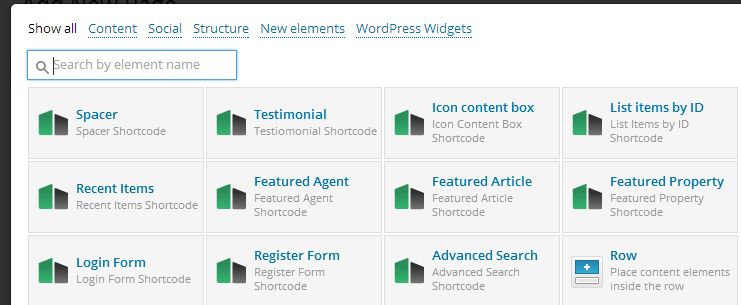 Add New Page
Show all Content Social Structure New elements WordPress Widgets
Search by element name
Spacer
Spacer Shortcode
Testimonial
Testiomonial Shortcode
Icon content box
Icon Content Box
Shortcode
List items by ID
List Items by ID
Shortcode
Recent Items
Recent Items Shortcode
Featured Agent
Featured Agent
Shortcode
Featured Article
Featured Article
Shortcode
Featured Property
Featured Property
Shortcode
Login Form
Login Form Shortcode
Register Form
Register Form
Shortcode
Advanced Search
Advanced Search
Shortcode
Row
Place content elements
inside the row